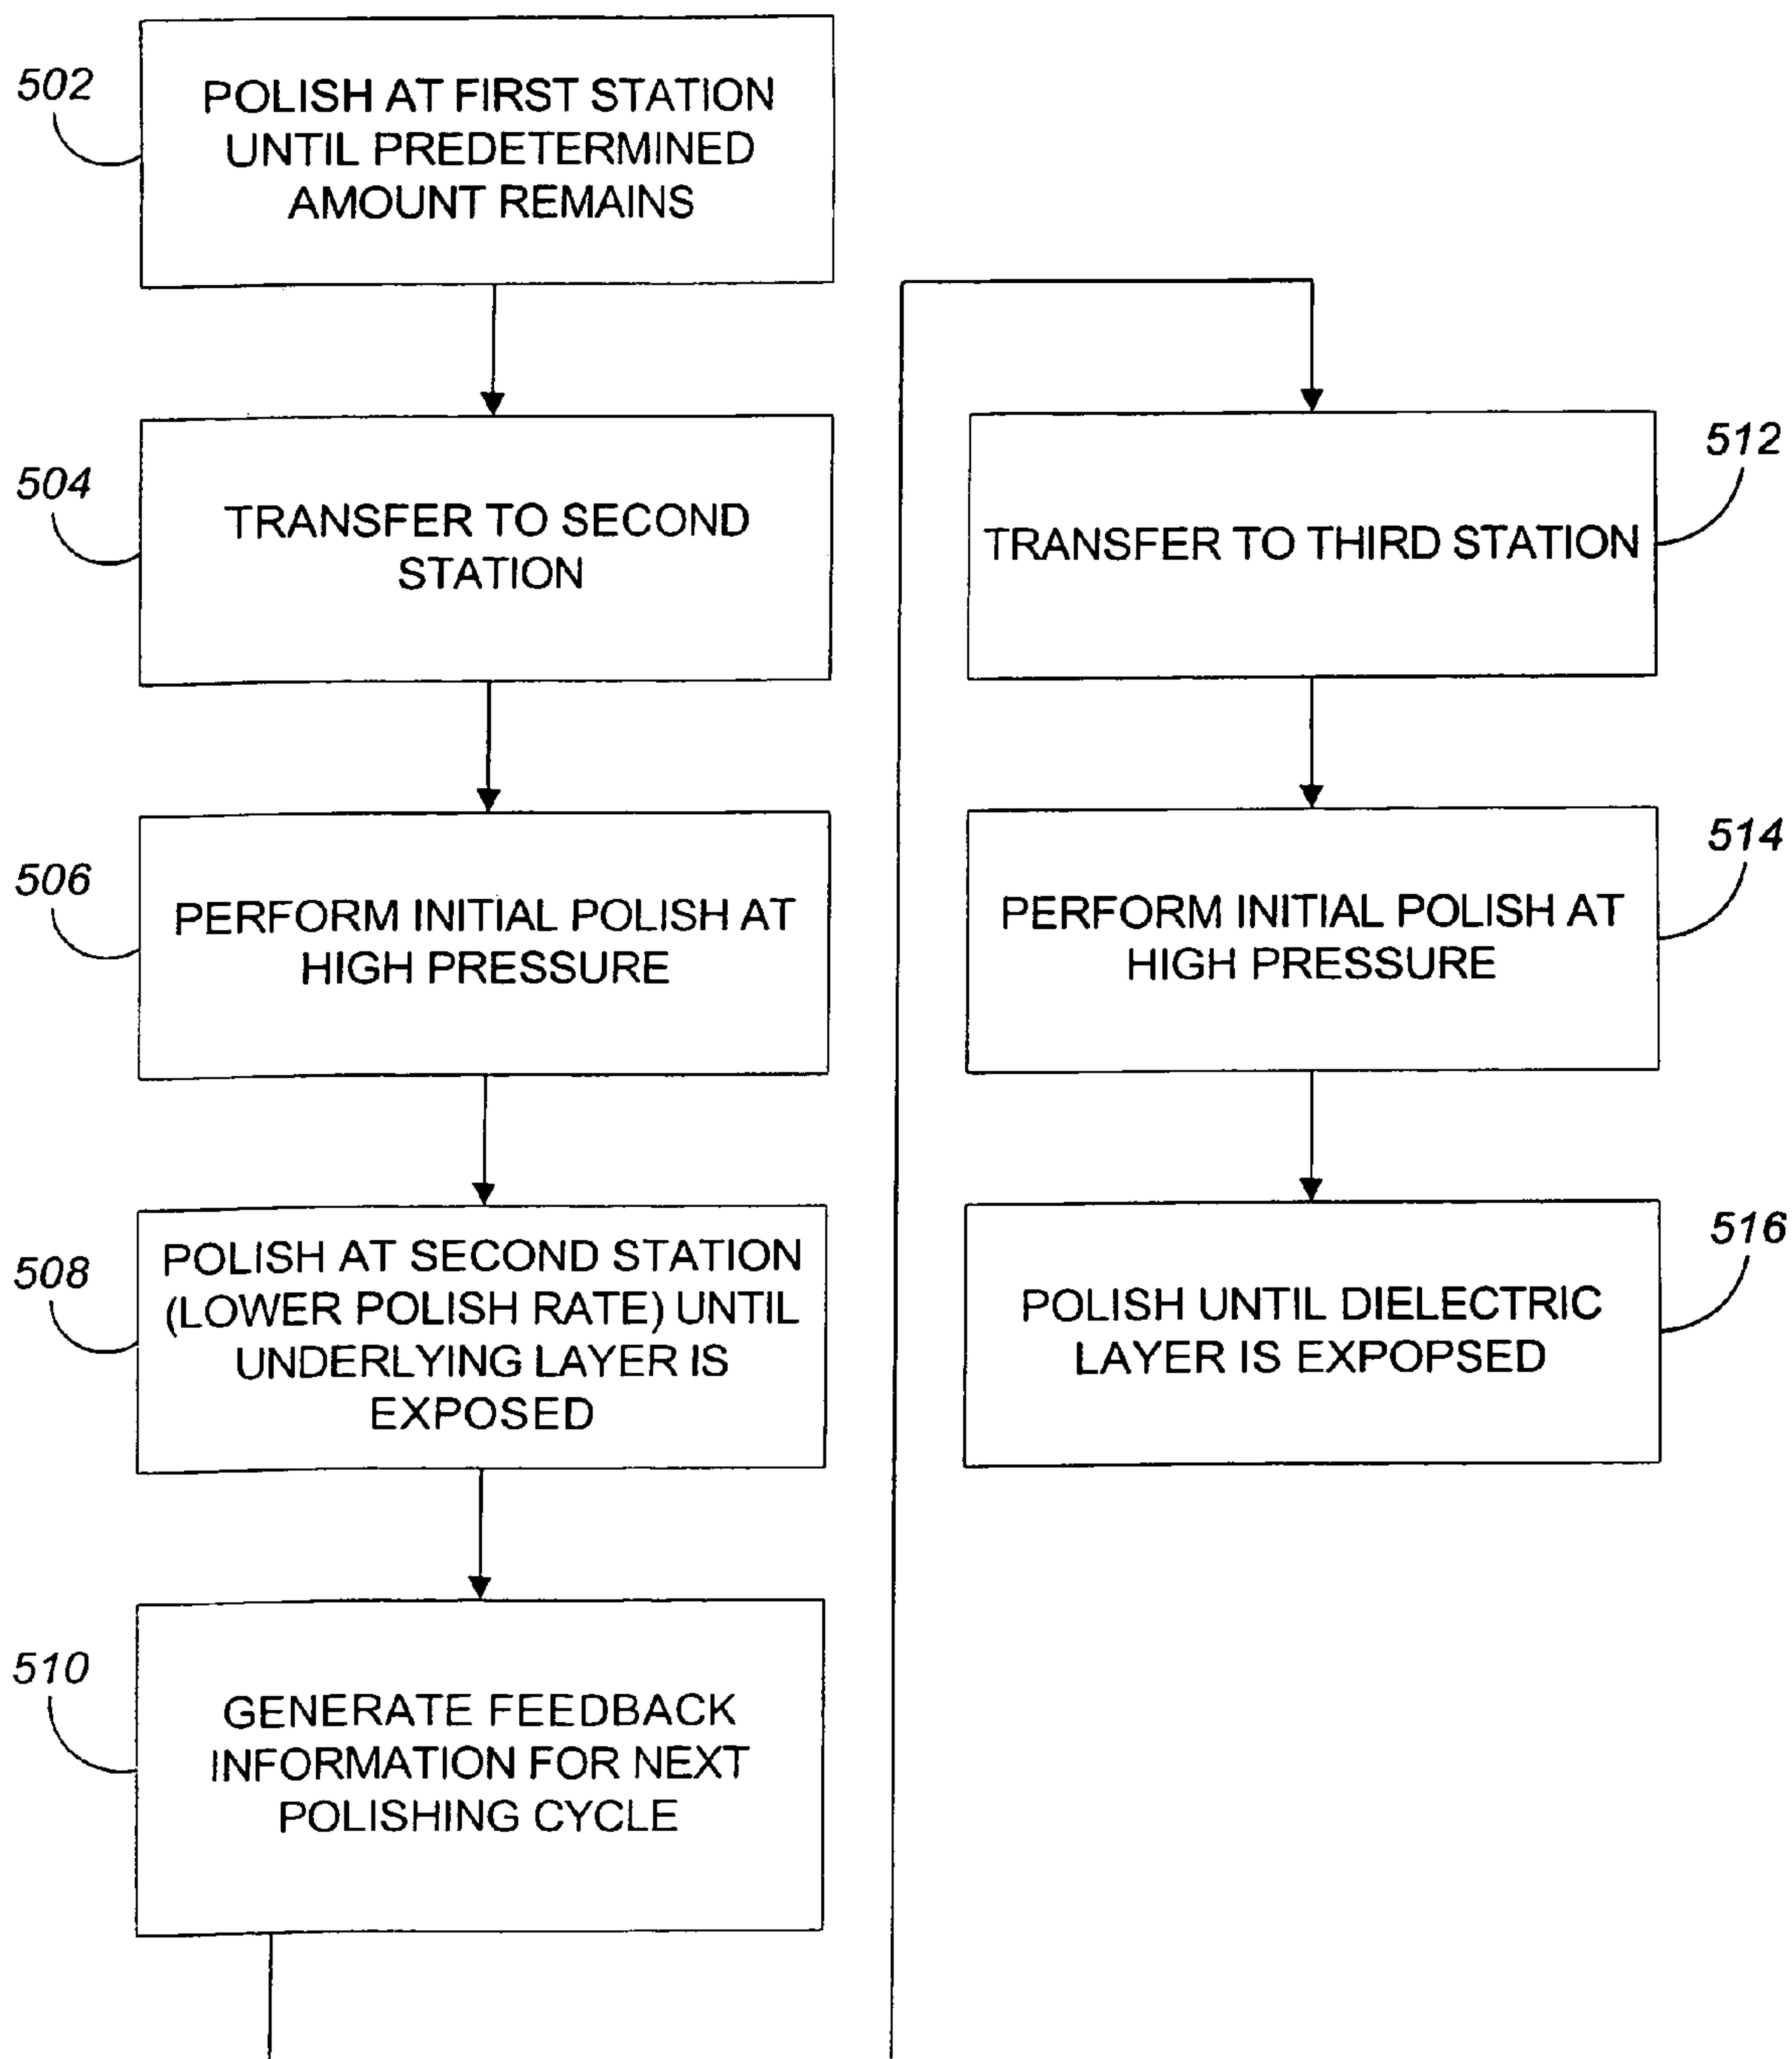 502
POLISH AT FIRST STATION
UNTIL PREDETERMINED
AMOUNT REMAINS
504
TRANSFER TO SECOND
STATION
506
PERFORM INITIAL POLISH AT
HIGH PRESSURE
508
POLISH AT SECOND STATION
(LOWER POLISH RATE) UNTIL
UNDERLYING LAYER IS
EXPOSED
510
GENERATE FEEDBACK
INFORMATION FOR NEXT
POLISHING CYCLE
512
TRANSFER TO THIRD STATION
514
PERFORM INITIAL POLISH AT
HIGH PRESSURE
516
POLISH UNTIL DIELECTRIC
LAYER IS EXPOPSED